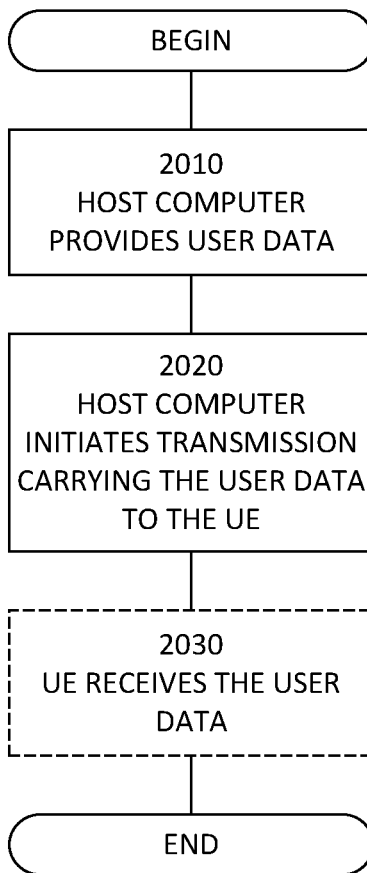 BEGIN
2010
HOST COMPUTER
PROVIDES USER DATA
2020
HOST COMPUTER
INITIATES TRANSMISSION
CARRYING THE USER DATA
TO THE UE
2030
UE RECEIVES THE USER
DATA
END